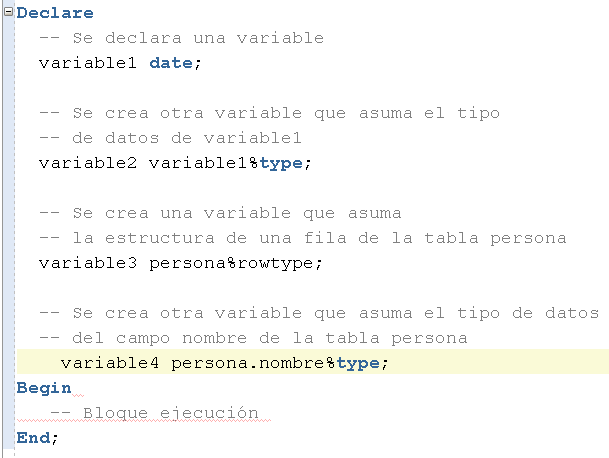 Declare
-- Se declara una variable
variable1 date;
-- Se crea otra variable que asuma el tipo
-- de datos de variable1
variable2 variable1%type;
-- Se crea una variable que asuma
-- la estructura de una fila de la tabla persona
variable3 persona%rowtype;
-- Se crea otra variable que asuma el tipo de datos
-- del campo nombre de la tabla persona
variable4 persona.nombre%type;
Begin
-- Bloque ejecución
End;